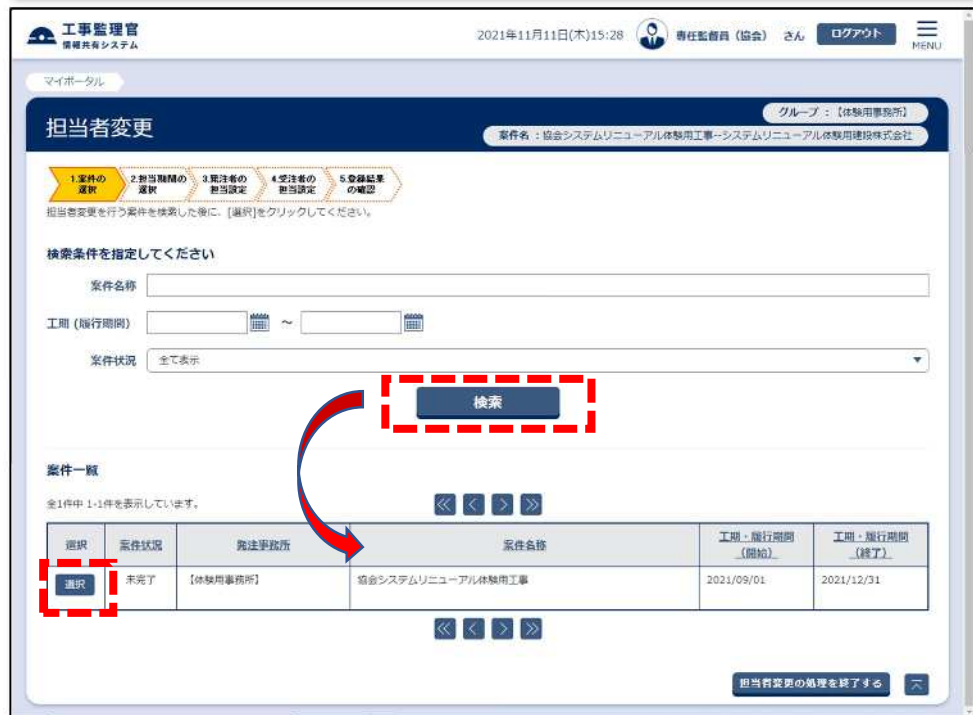 工事監理官
情報共有システム
2021年11月11日(木)15:28
専任監督員（協会） さん
ログアウト
MENU
マイポータル
担当者変更
グループ：【体験用事務所】
案件名：協会システムリニューアル体験用工事--システムリニューアル体験用建設株式会社
1.案件の選択
2.担当期間の選択
3.発注者の担当設定
4.受注者の担当設定
5.登録結果の確認
担当者変更を行う案件を検索した後に、[選択]をクリックしてください。
検索条件を指定してください
案件名称
工期 (履行期間)
～
案件状況
全て表示
検索
案件一覧
全1件中 1-1件を表示しています。
選択 案件状況 発注事務所 案件名称 工期・履行期間（開始） 工期・履行期間（終了）
選択 未完了 【体験用事務所】 協会システムリニューアル体験用工事 2021/09/01 2021/12/31
担当者変更の処理を終了する